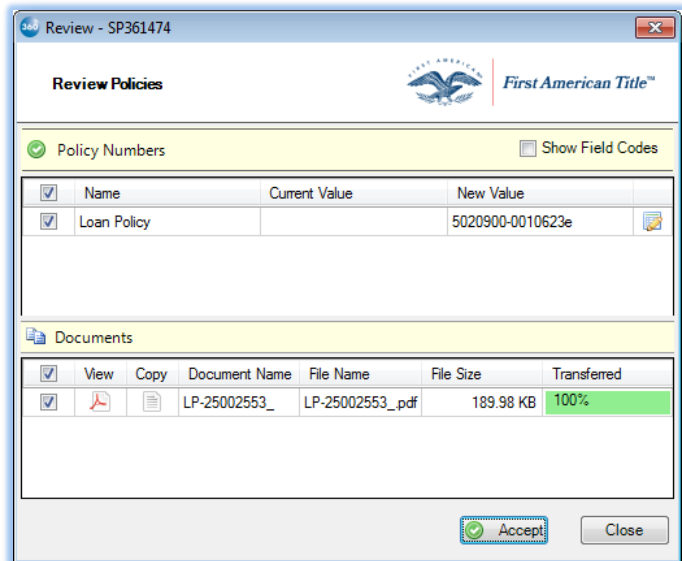 360 Review - SP361474
Review Policies
FIRST AMERICAN
First American Title™
Policy Numbers
Show Field Codes
Name Current Value New Value
Loan Policy 5020900-0010623e
Documents
View Copy Document Name File Name File Size Transferred
LP-25002553_ LP-25002553_.pdf 189.98 KB 100%
Accept Close